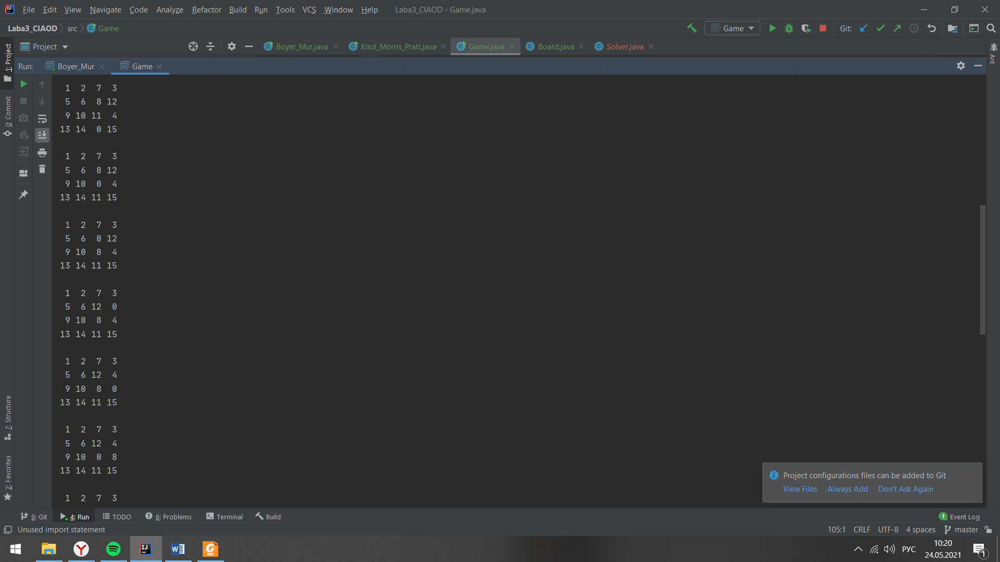 File Edit View Navigate Code Analyze Refactor Build Run Tools VCS Window Help Laba3_CIAOD - Game.java
Laba3_CIAOD src Game Game Git:
Project Boyer_Mur.java Knut_Morris_Pratt.java Game.java Board.java Solver.java
Run: Boyer_Mur Game
1: Project
0: Commit
7: Structure
2: Favorites
Ant
1 2 7 3
5 6 8 12
9 10 11 4
13 14 0 15
1 2 7 3
5 6 8 12
9 10 0 4
13 14 11 15
1 2 7 3
5 6 0 12
9 10 8 4
13 14 11 15
1 2 7 3
5 6 12 0
9 10 8 4
13 14 11 15
1 2 7 3
5 6 12 4
9 10 8 0
13 14 11 15
1 2 7 3
5 6 12 4
9 10 0 8
13 14 11 15
1 2 7 3
Project configurations files can be added to Git
View Files Always Add Don't Ask Again
9: Git 4: Run TODO 6: Problems Terminal Build 1 Event Log
Unused import statement 105:1 CRLF UTF-8 4 spaces master
РУС 10:20
24.05.2021 1